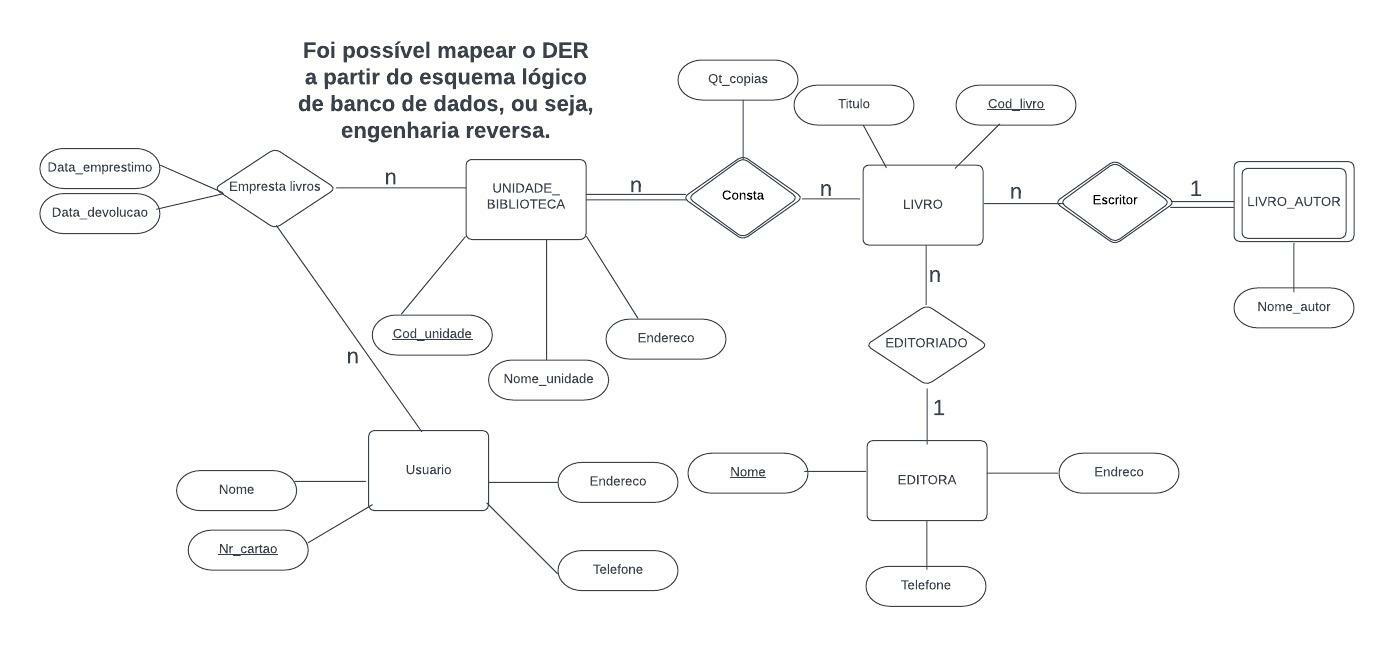 Foi possível mapear o DER
a partir do esquema lógico
de banco de dados, ou seja,
engenharia reversa.
Qt_copias
Titulo
Cod_livro
Data_emprestimo
Data_devolucao
Empresta livros
n
UNIDADE_
BIBLIOTECA
n
Consta
n
LIVRO
n
Escritor
1
LIVRO_AUTOR
n
Nome_autor
Cod_unidade
Nome_unidade
Endereco
EDITORIADO
n
1
Usuario
Nome
Nr_cartao
Endereco
Telefone
Nome
EDITORA
Endreco
Telefone